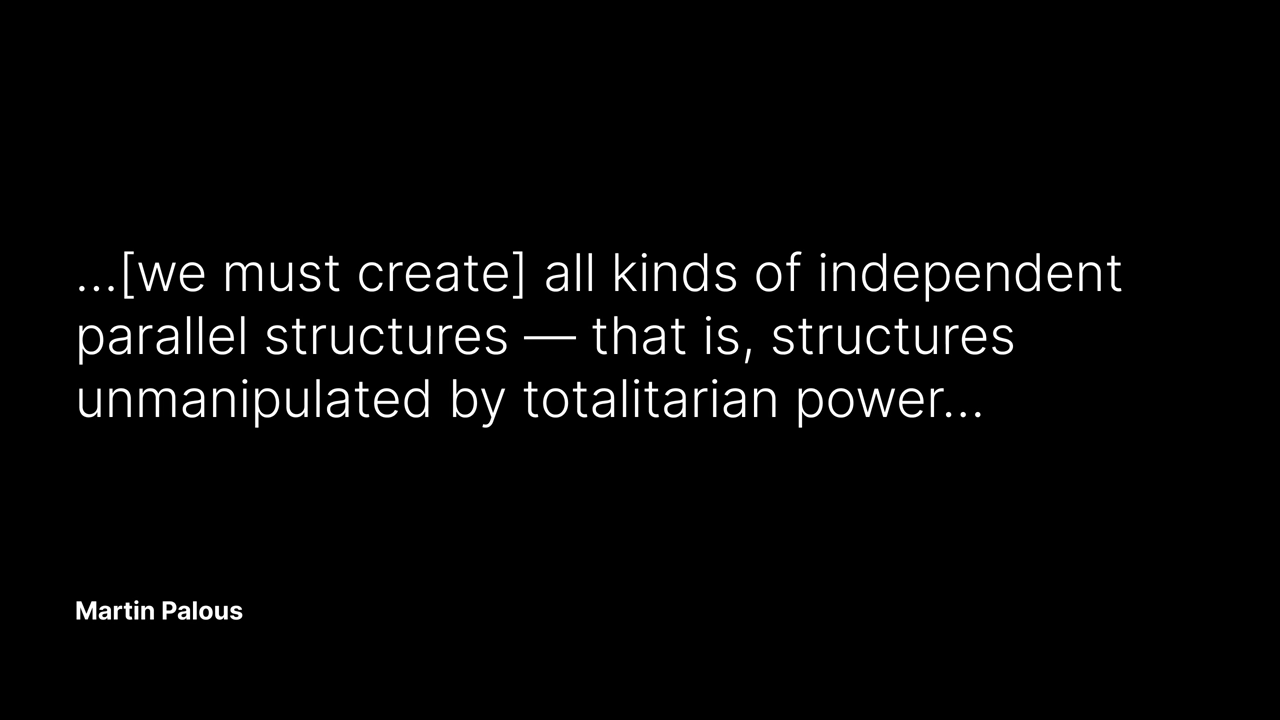 ...[we must create] all kinds of independent
parallel structures — that is, structures
unmanipulated by totalitarian power...
Martin Palous